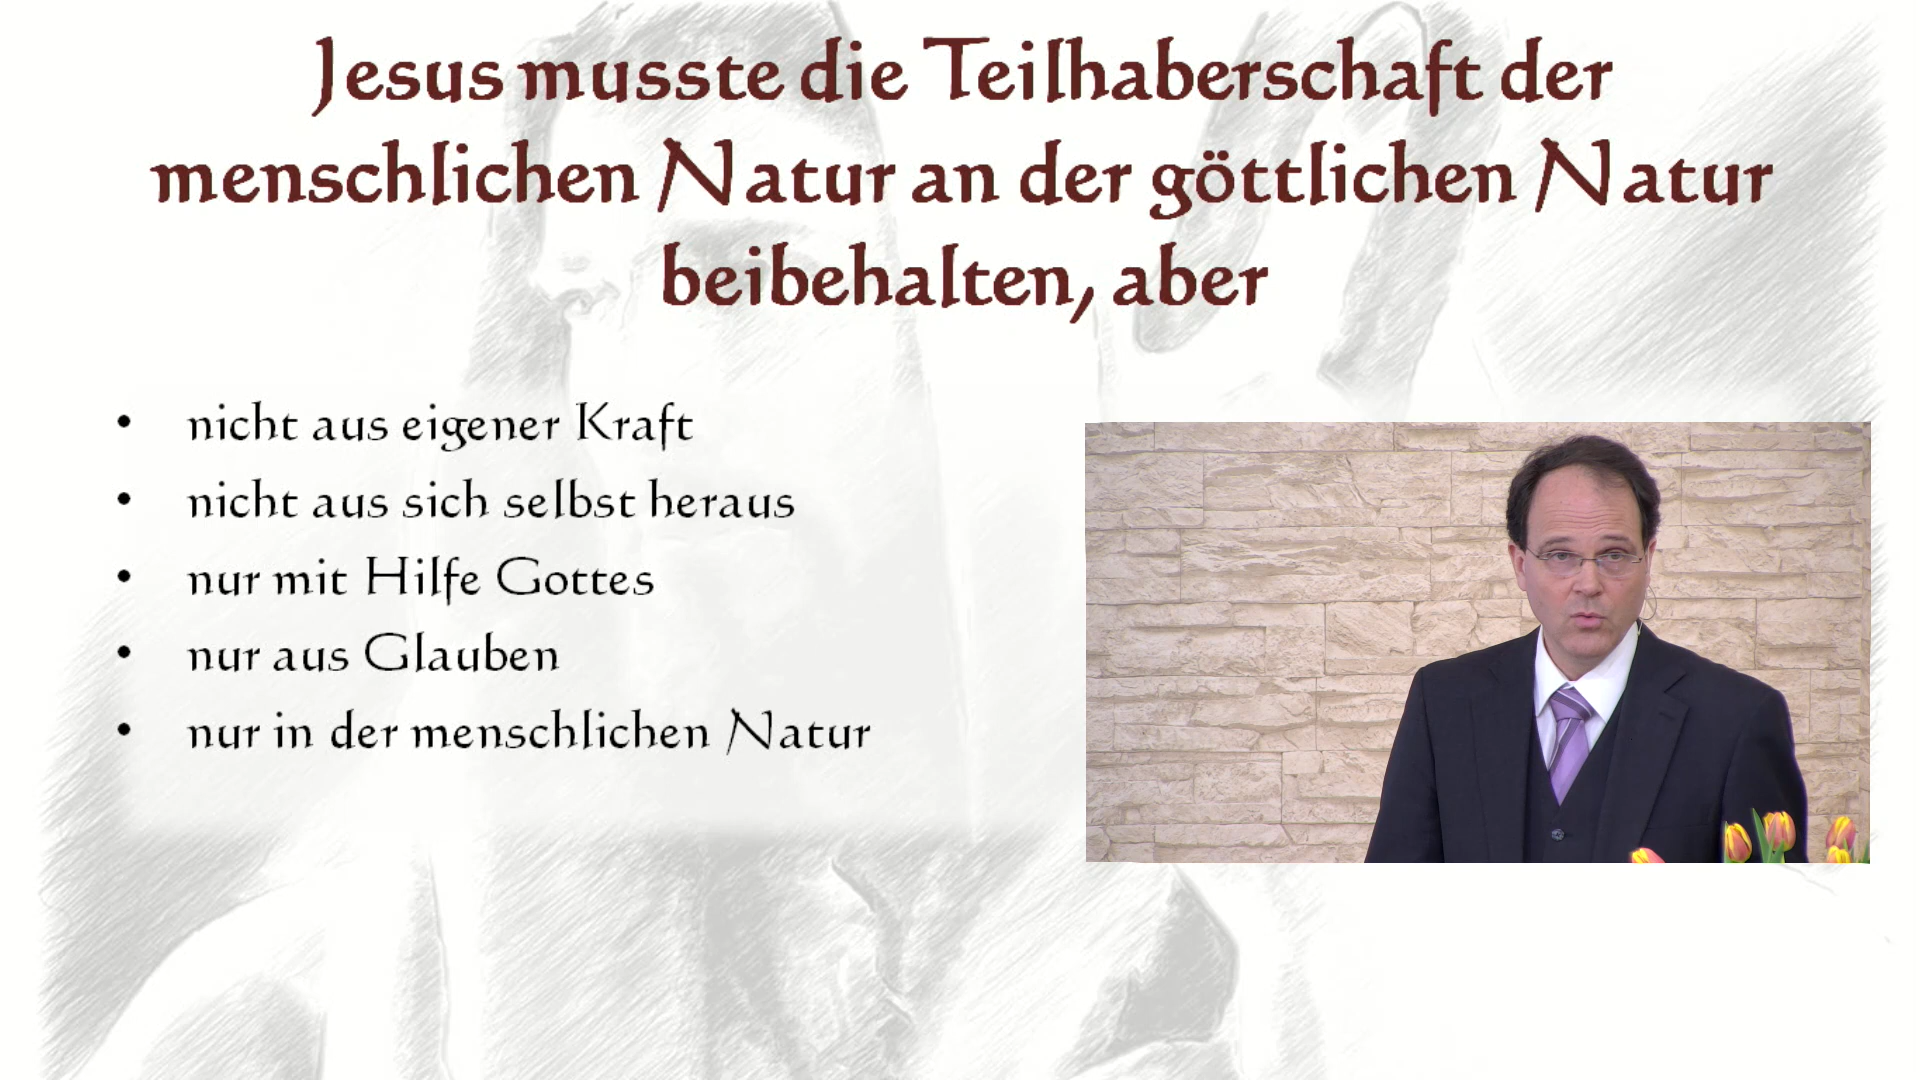 Jesus musste die Teilhaberschaft der
menschlichen Natur an der göttlichen Natur
beibehalten, aber
• nicht aus eigener Kraft
• nicht aus sich selbst heraus
• nur mit Hilfe Gottes
• nur aus Glauben
• nur in der menschlichen Natur